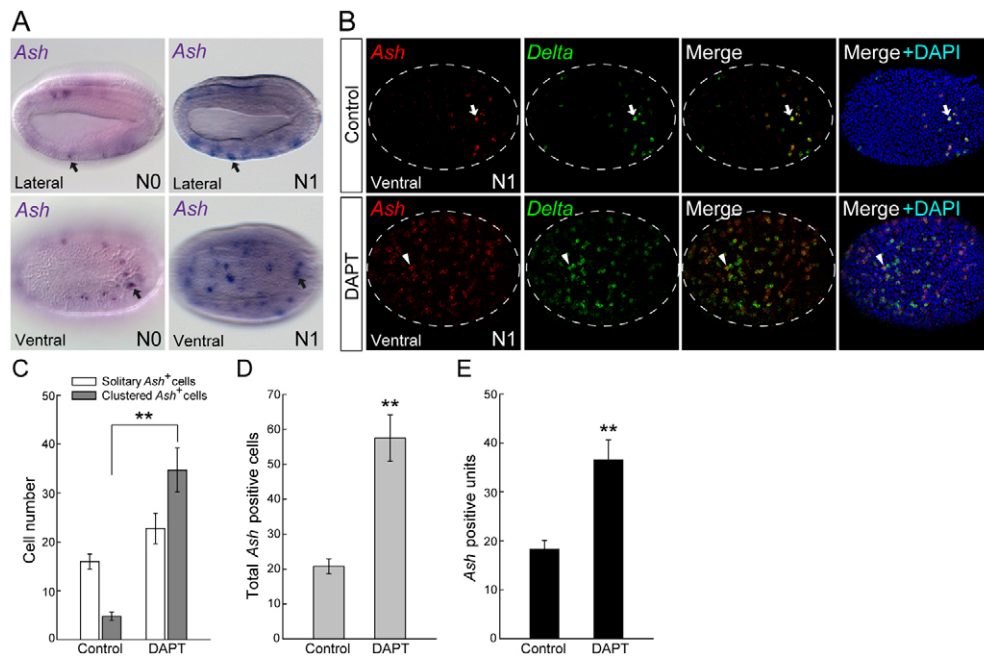 A
Ash
Lateral
N0
Ash
Lateral
N1
Ash
Ventral
N0
Ash
Ventral
N1
B
Control
Ash
Ventral
N1
Delta
Merge
Merge+DAPI
DAPT
Ash
Ventral
N1
Delta
Merge
Merge+DAPI
C
Solitary Ash+ cells
Clustered Ash+ cells
**
Cell number
50
40
30
20
10
0
Control
DAPT
D
**
Total Ash positive cells
70
60
50
40
30
20
10
0
Control
DAPT
E
**
Ash positive units
50
40
30
20
10
0
Control
DAPT